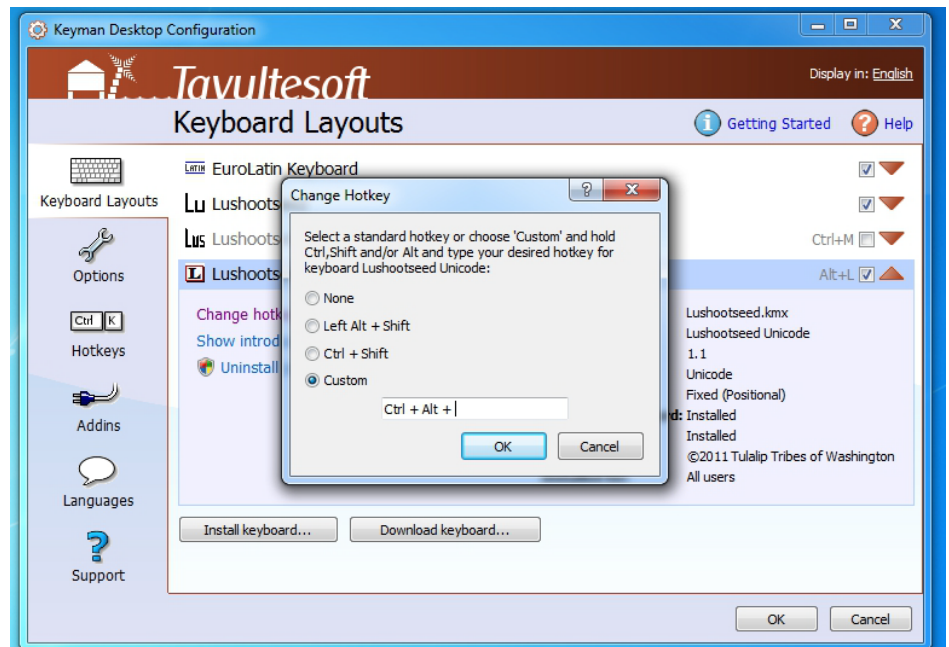 Keyman Desktop Configuration
Tavultesoft
Display in: English
Keyboard Layouts
Getting Started
Help
Keyboard Layouts
Options
Ctrl K
Hotkeys
Addins
Languages
Support
LATIN EuroLatin Keyboard
Lu Lushoots
Lus Lushoots
Ctrl+M
L Lushoots
Alt+L
Change hotk
Show introd
Uninstall
Lushootseed.kmx
Lushootseed Unicode
1.1
Unicode
Fixed (Positional)
d: Installed
Installed
©2011 Tulalip Tribes of Washington
All users
Change Hotkey
Select a standard hotkey or choose 'Custom' and hold
Ctrl,Shift and/or Alt and type your desired hotkey for
keyboard Lushootseed Unicode:
None
Left Alt + Shift
Ctrl + Shift
Custom
Ctrl + Alt +
OK
Cancel
Install keyboard...
Download keyboard...
OK
Cancel